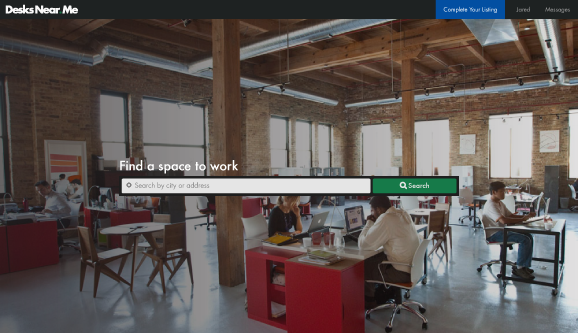 Desks Near Me
Complete Your Listing
Jared
Messages
Find a space to work
Search by city or address
Search